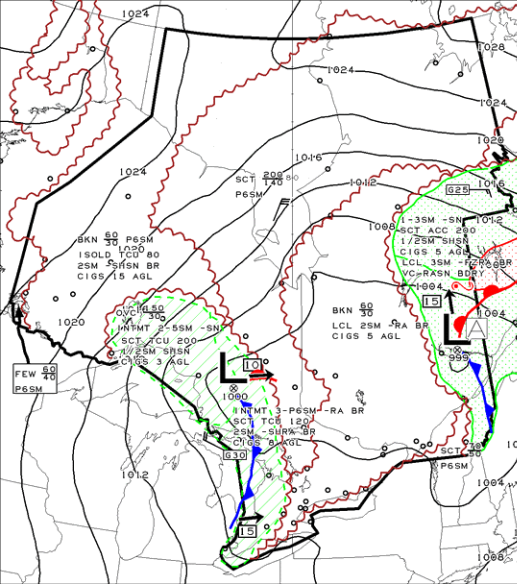 1024
1028
1024
1024
1020
1016
SCT 200/140 80
P6SM
1012
G25
1016
1024
1-3SM -SN
SCT ACC 200
1/2SM SHSN
CIGS 5 AGL
LCL 3SM -FZRA BR
VC-RASN BDRY
1012
1008
BKN 60/30 P6SM
1020
ISOLD TCU 80
2SM -SHSN BR
CIGS 15 AGL
1004
15
1004
A
999
1020
OVC 150/30
INTMT 2-5SM -SN
SCT TCU 200
1/2SM SHSN
CIGS 3 AGL
BKN 60/30
LCL 2SM -RA BR
CIGS 5 AGL
FEW 60/40
P6SM
L
10
1000
L
INTMT 3-P6SM -RA BR
SCT TCU 120
2SM -SHRA BR
CIGS 8 AGL
G30
1012
SCT
P6SM
1004
15
1008